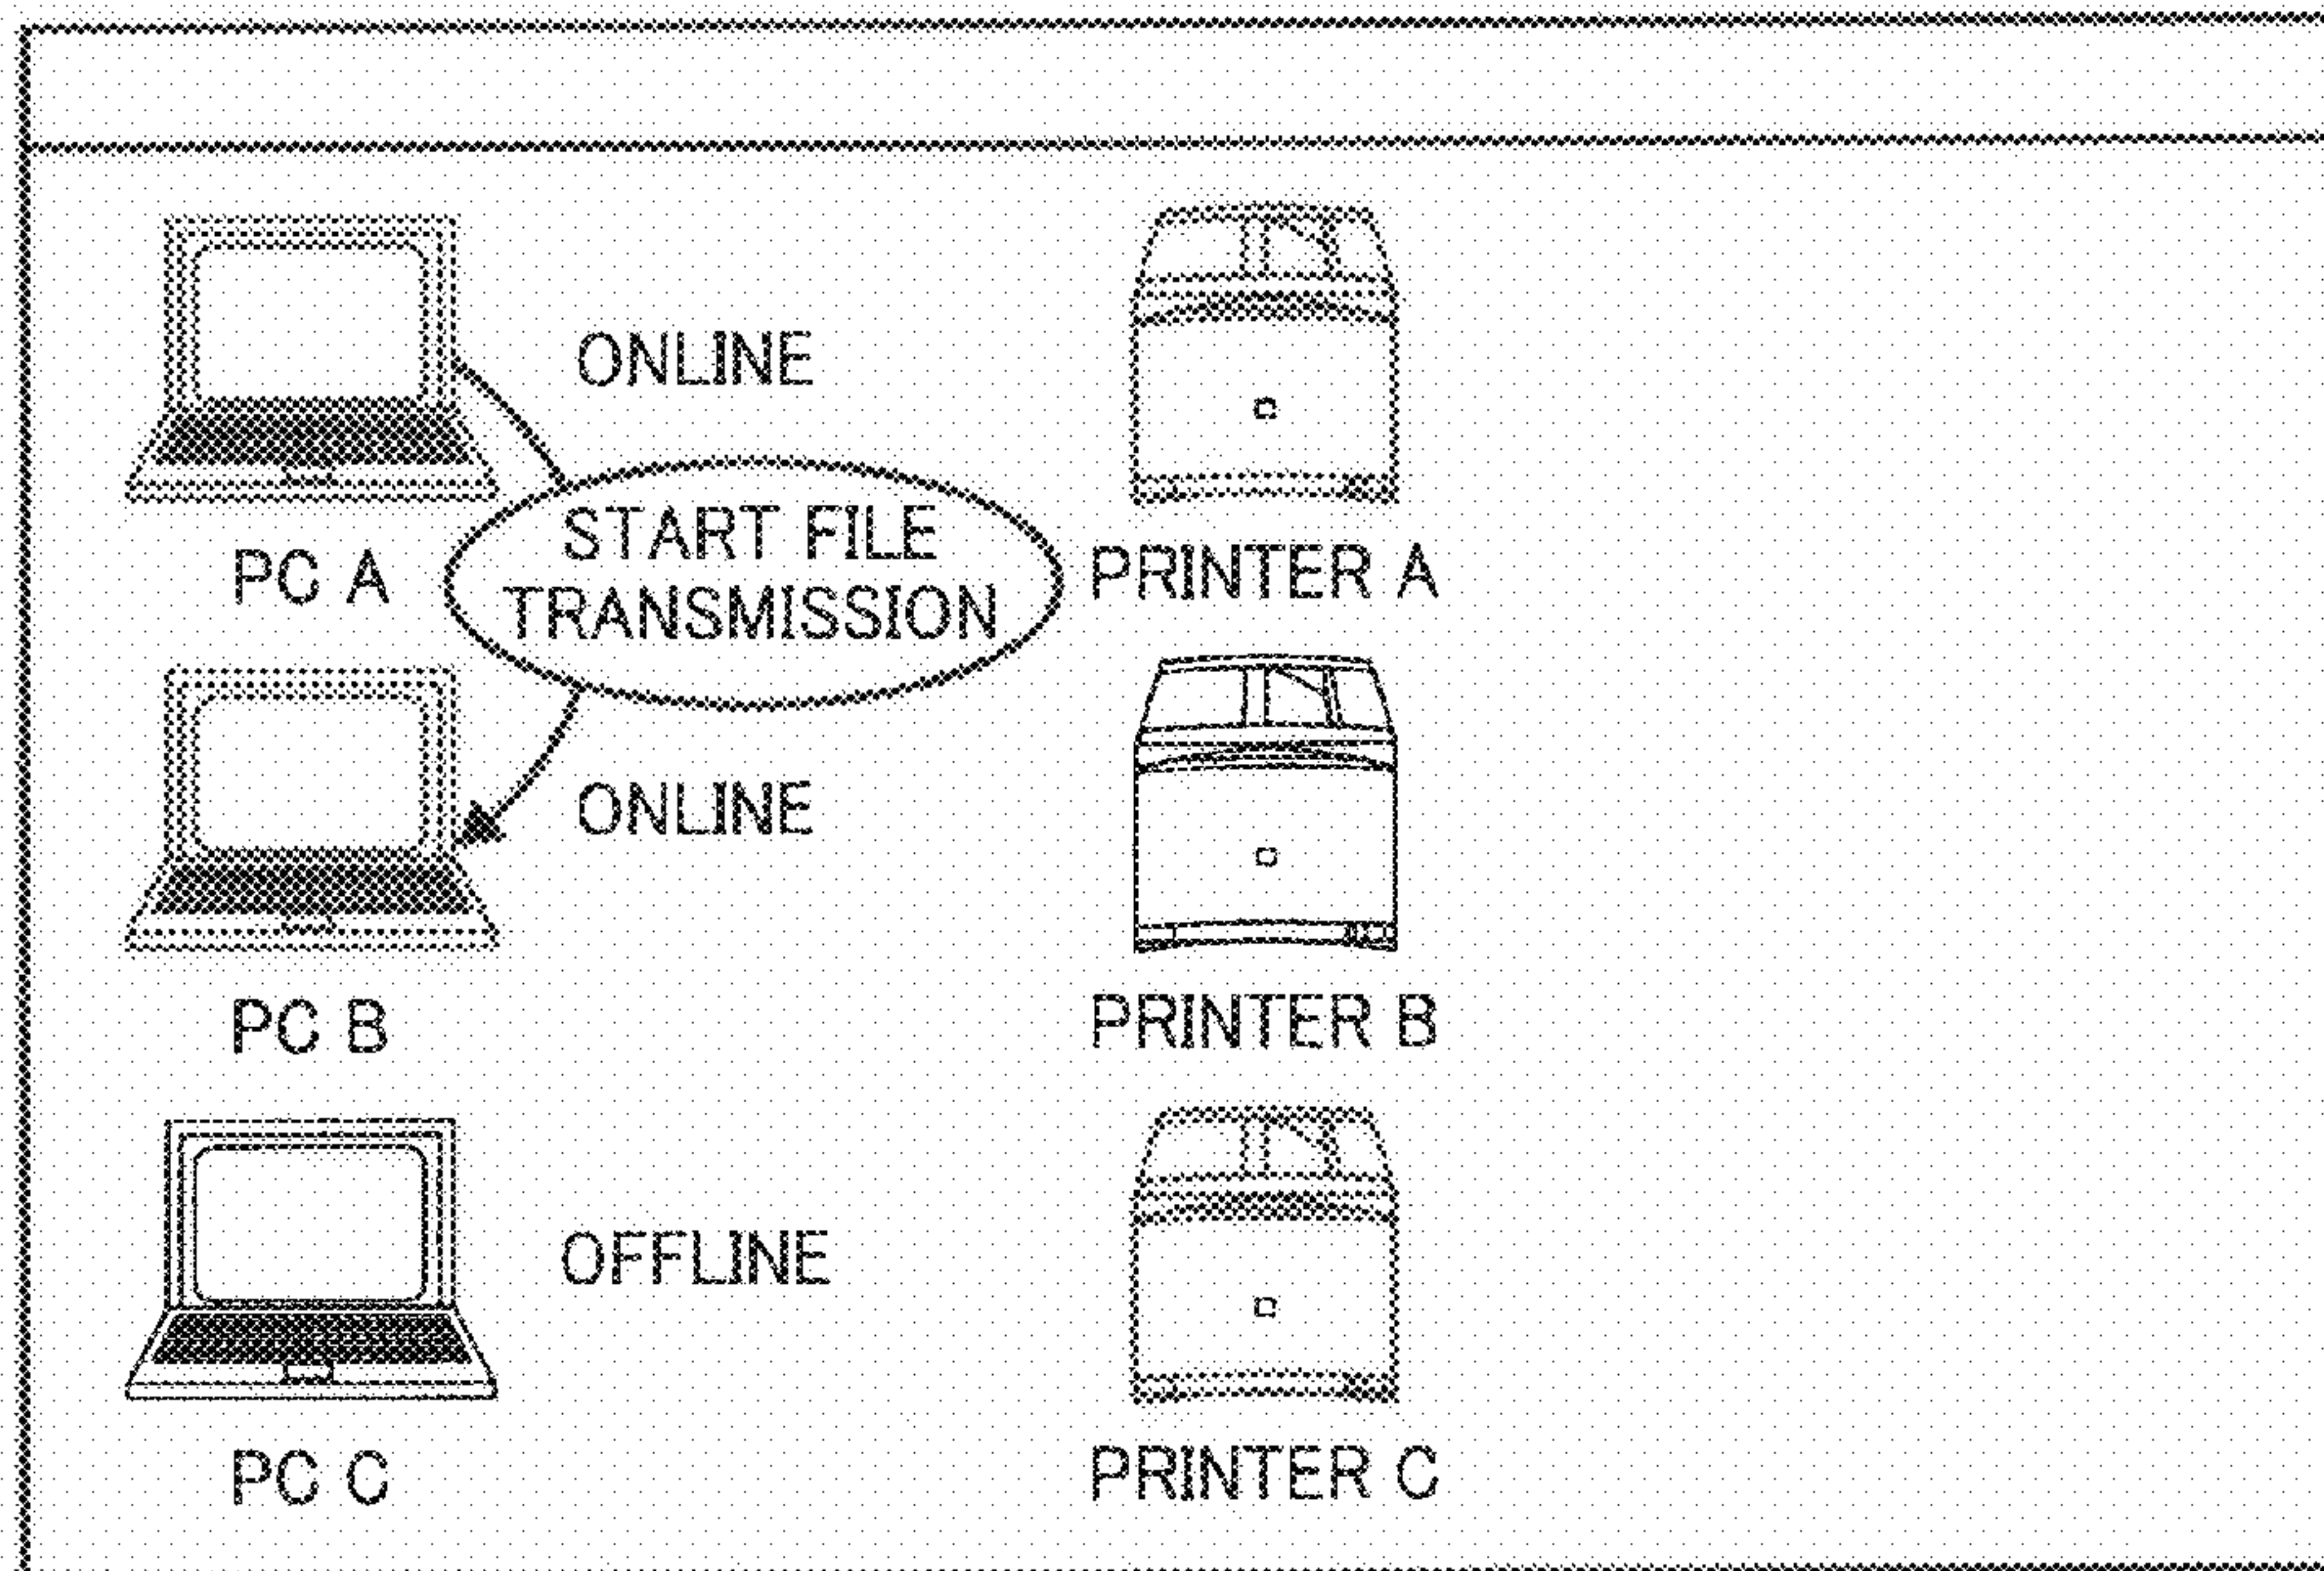 ONLINE
START FILE
TRANSMISSION
PC A
PRINTER A
ONLINE
PC B
PRINTER B
OFFLINE
PC C
PRINTER C